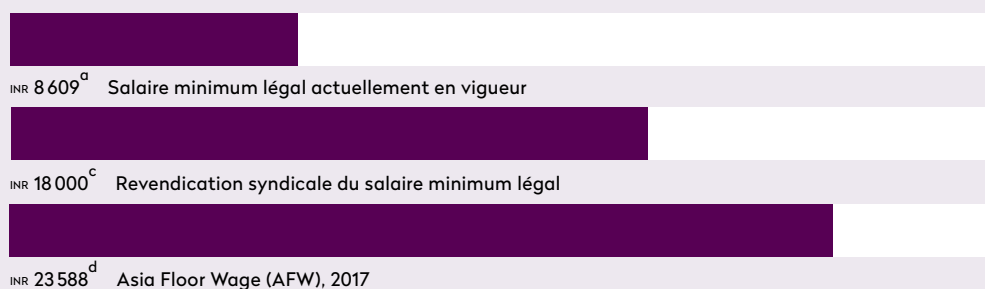 INR 8 609a Salaire minimum légal actuellement en vigueur
INR 18 000c Revendication syndicale du salaire minimum légal
INR 23 588d Asia Floor Wage (AFW), 2017